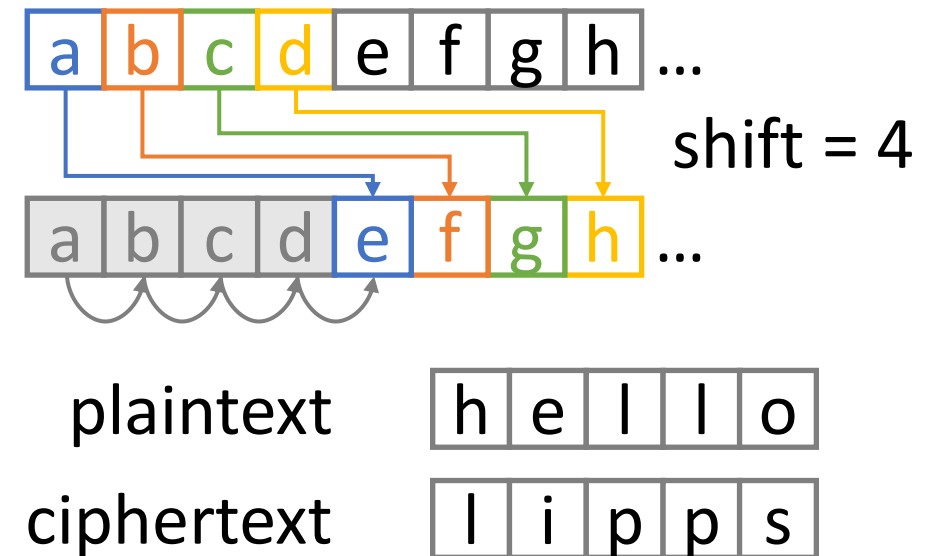 a b c d e f g h ...
shift = 4
a b c d e f g h ...
plaintext h e l l o
ciphertext l i p p s